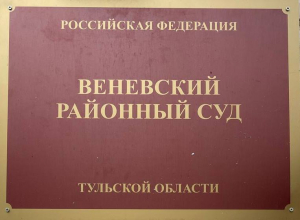 РОССИЙСКАЯ ФЕДЕРАЦИЯ
ВЕНЕВСКИЙ
РАЙОННЫЙ СУД
ТУЛЬСКОЙ ОБЛАСТИ